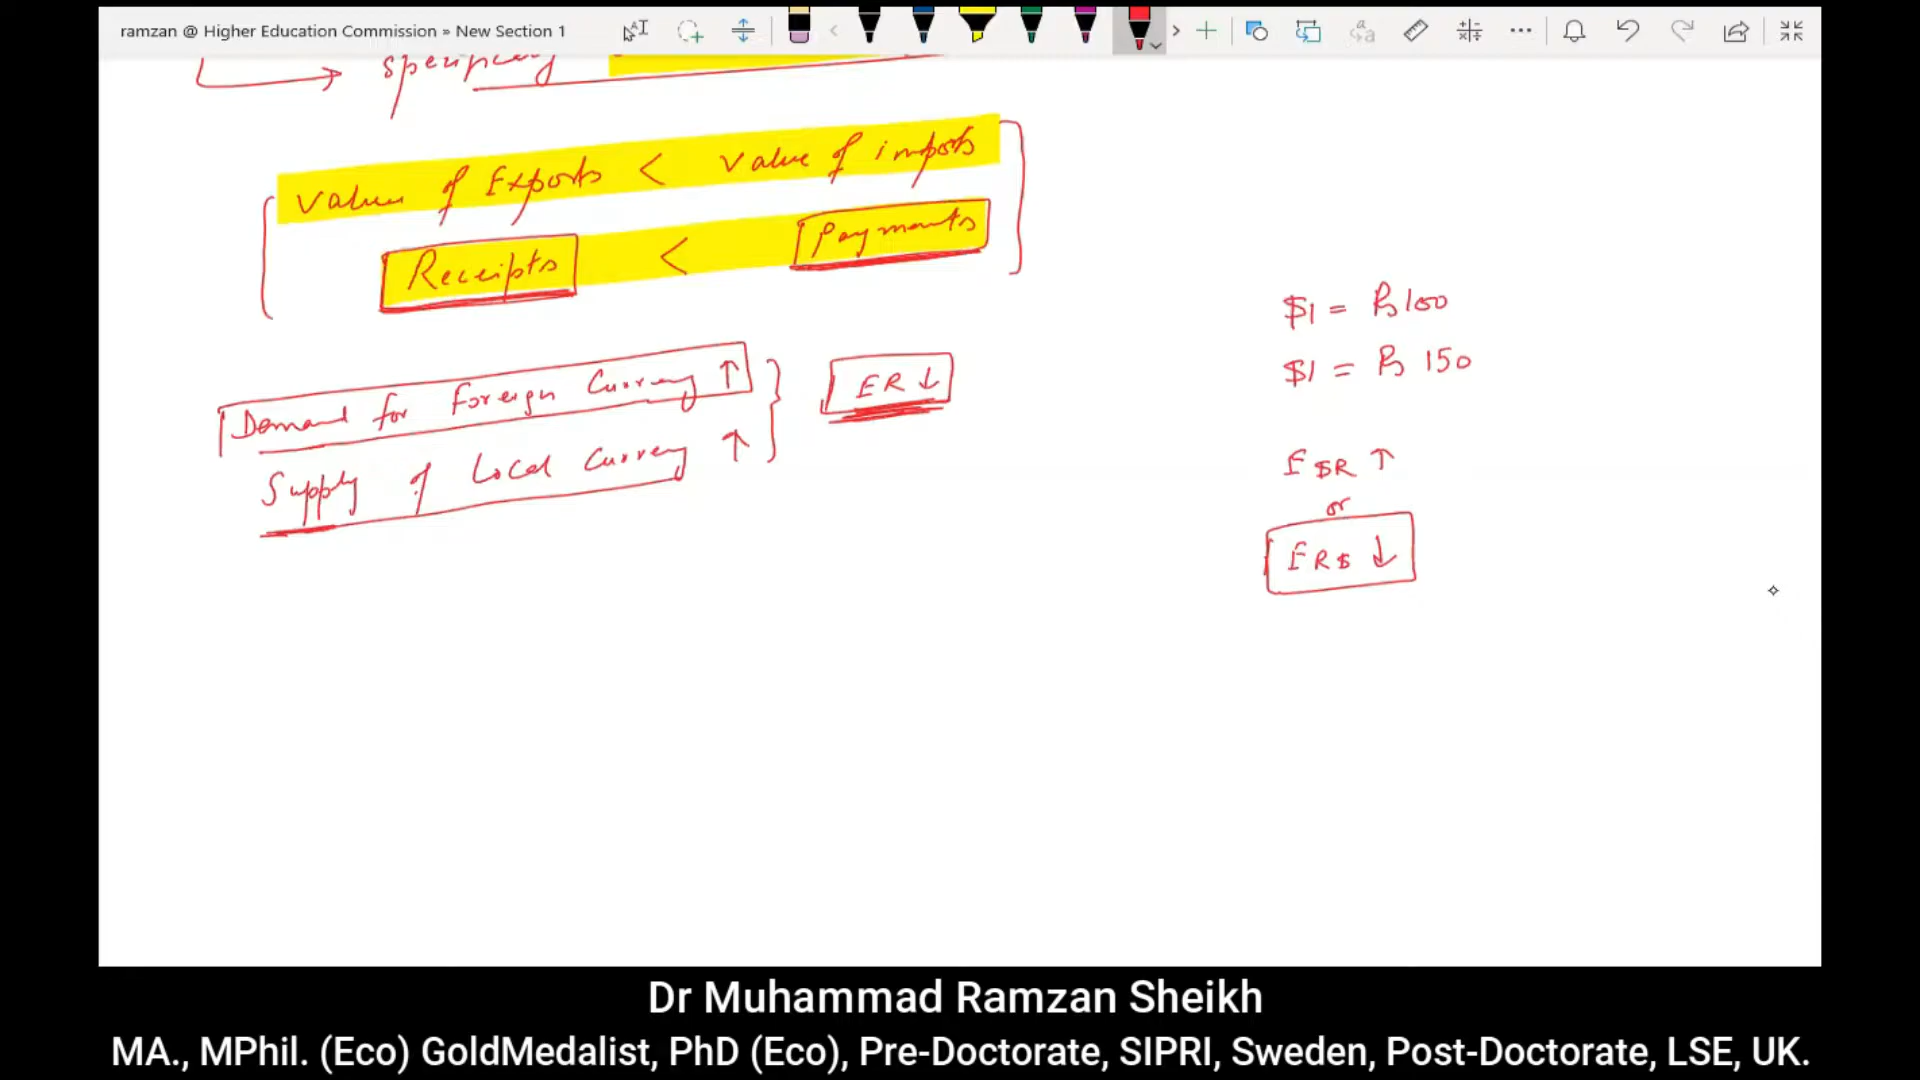 ramzan @ Higher Education Commission » New Section 1
specifically
Value of Exports < Value of imports
Receipts < Payments
Demand for Foreign Currency ↑
Supply of Local Currency ↑
ER ↓
$1 = Rs 100
$1 = Rs 150
E $R ↑
or
E R$ ↓
Dr Muhammad Ramzan Sheikh
MA., MPhil. (Eco) GoldMedalist, PhD (Eco), Pre-Doctorate, SIPRI, Sweden, Post-Doctorate, LSE, UK.